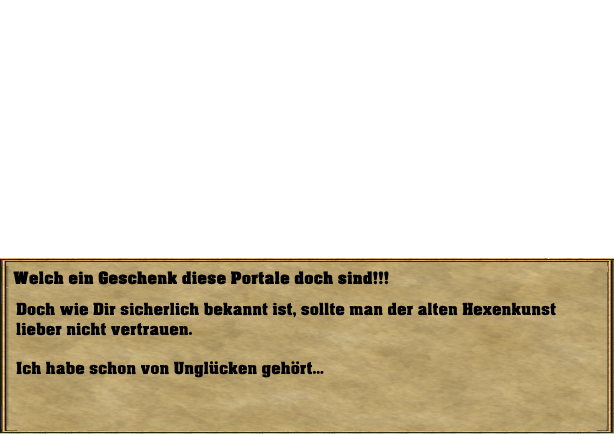 Welch ein Geschenk diese Portale doch sind!!!
Doch wie Dir sicherlich bekannt ist, sollte man der alten Hexenkunst
lieber nicht vertrauen.
Ich habe schon von Unglücken gehört...